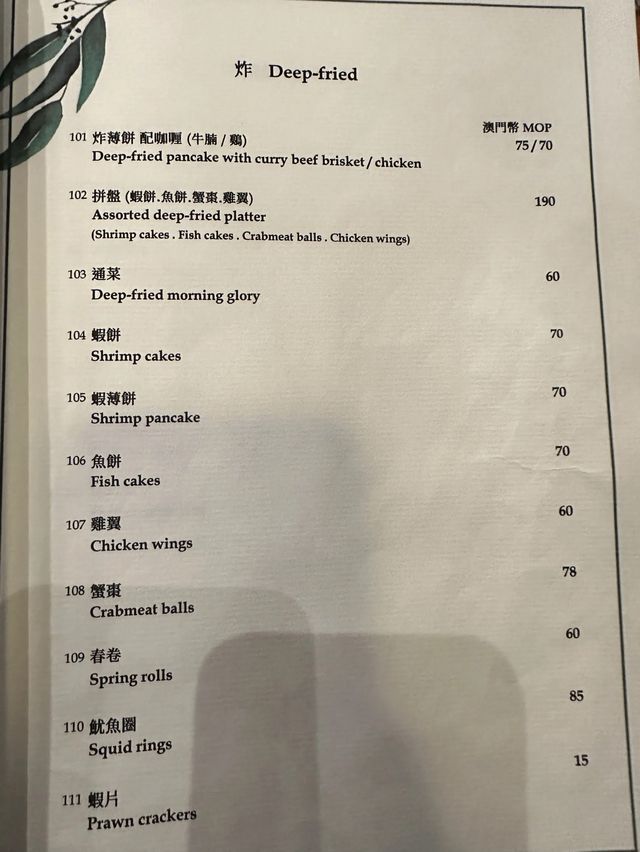 炸 Deep-fried
澳門幣 MOP
101 炸薄餅 配咖喱 (牛腩 / 鷄) 75 / 70
Deep-fried pancake with curry beef brisket / chicken
102 拼盤 (蝦餅.魚餅.蟹棗.雞翼) 190
Assorted deep-fried platter
(Shrimp cakes . Fish cakes . Crabmeat balls . Chicken wings)
103 通菜 60
Deep-fried morning glory
104 蝦餅 70
Shrimp cakes
105 蝦薄餅 70
Shrimp pancake
106 魚餅 70
Fish cakes
107 雞翼 60
Chicken wings
108 蟹棗 78
Crabmeat balls
109 春卷 60
Spring rolls
110 魷魚圈 85
Squid rings
111 蝦片 15
Prawn crackers